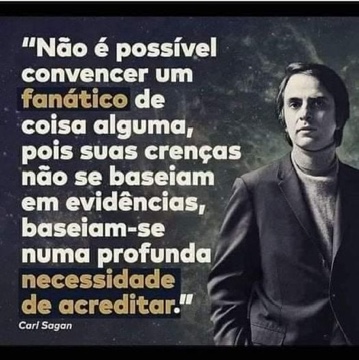 “Não é possível
convencer um
fanático de
coisa alguma,
pois suas crenças
não se baseiam
em evidências,
baseiam-se
numa profunda
necessidade
de acreditar.”
Carl Sagan